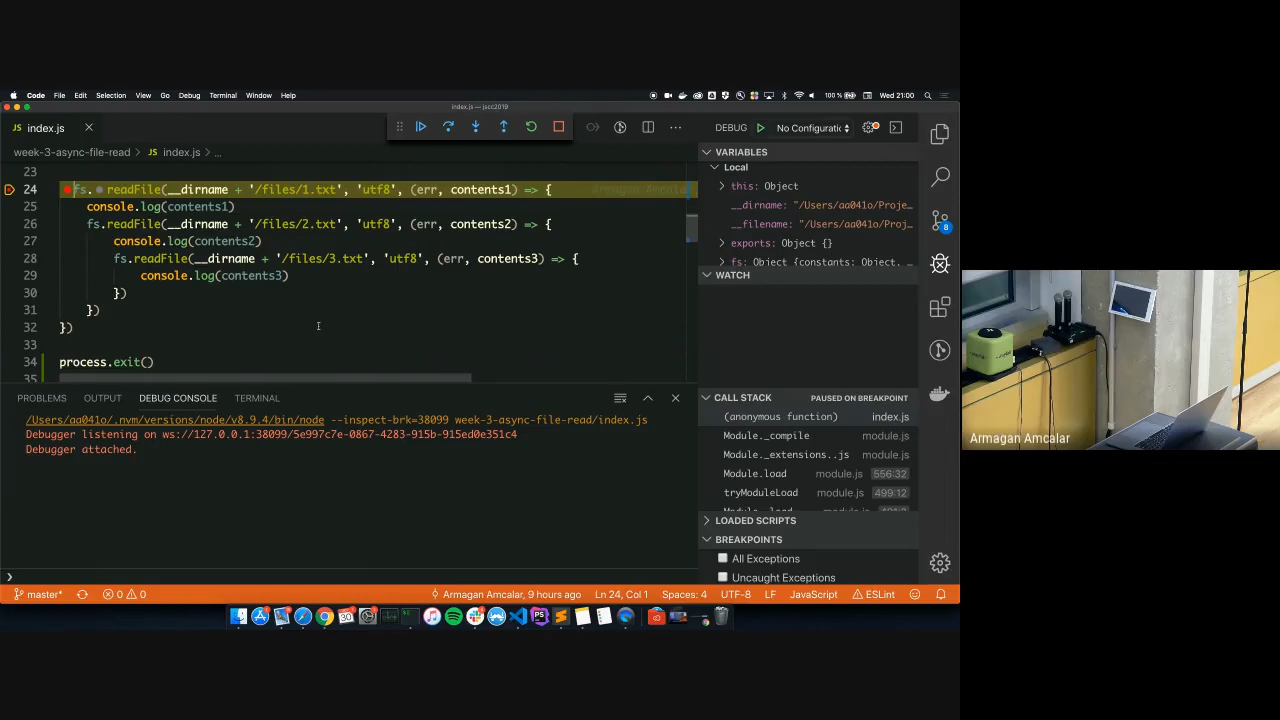 Code File Edit Selection View Go Debug Terminal Window Help 100% Wed 21:00
index.js — jscc2019
JS index.js
DEBUG No Configuratic
week-3-async-file-read > JS index.js > ...
23
24 fs.readFile(__dirname + '/files/1.txt', 'utf8', (err, contents1) => {
25 console.log(contents1)
26 fs.readFile(__dirname + '/files/2.txt', 'utf8', (err, contents2) => {
27 console.log(contents2)
28 fs.readFile(__dirname + '/files/3.txt', 'utf8', (err, contents3) => {
29 console.log(contents3)
30 })
31 })
32 })
33
34 process.exit()
35
VARIABLES
Local
this: Object
__dirname: "/Users/aa041o/Proj…
__filename: "/Users/aa041o/Proj…
exports: Object {}
fs: Object {constants: Object, …
WATCH
8
PROBLEMS OUTPUT DEBUG CONSOLE TERMINAL
/Users/aa041o/.nvm/versions/node/v8.9.4/bin/node --inspect-brk=38099 week-3-async-file-read/index.js
Debugger listening on ws://127.0.0.1:38099/5e997c7e-0867-4283-915b-915ed0e351c4
Debugger attached.
CALL STACK PAUSED ON BREAKPOINT
(anonymous function) index.js
Module._compile module.js
Module._extensions..js module.js
Module.load module.js 556:32
tryModuleLoad module.js 499:12
LOADED SCRIPTS
BREAKPOINTS
All Exceptions
Uncaught Exceptions
master* 0 0 Armagan Amcalar, 9 hours ago Ln 24, Col 1 Spaces: 4 UTF-8 LF JavaScript ESLint
Armagan Amcalar